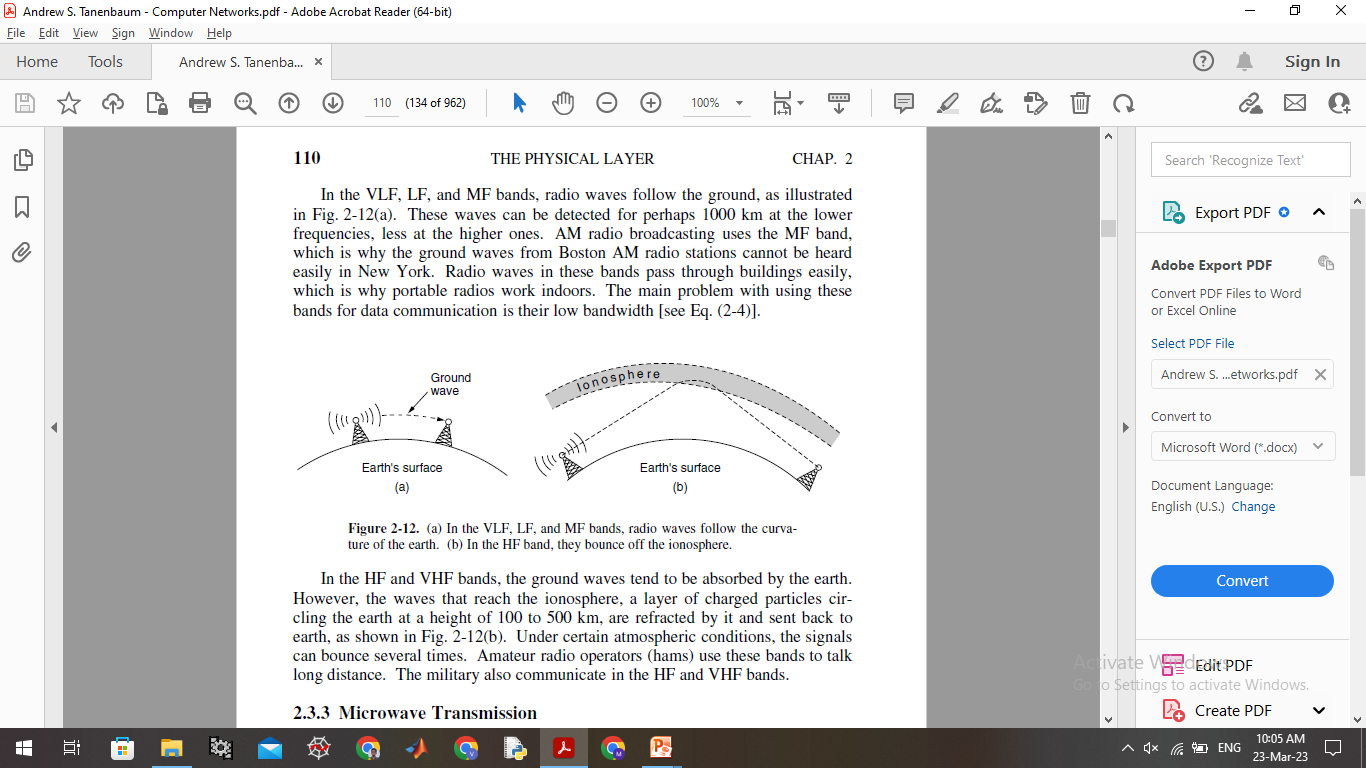 Andrew S. Tanenbaum - Computer Networks.pdf - Adobe Acrobat Reader (64-bit)
File Edit View Sign Window Help
Home Tools Andrew S. Tanenba... × Sign In
110 (134 of 962) 100%
110 THE PHYSICAL LAYER CHAP. 2
In the VLF, LF, and MF bands, radio waves follow the ground, as illustrated
in Fig. 2-12(a). These waves can be detected for perhaps 1000 km at the lower
frequencies, less at the higher ones. AM radio broadcasting uses the MF band,
which is why the ground waves from Boston AM radio stations cannot be heard
easily in New York. Radio waves in these bands pass through buildings easily,
which is why portable radios work indoors. The main problem with using these
bands for data communication is their low bandwidth [see Eq. (2-4)].
Ground
wave
Earth's surface
(a)
Ionosphere
Earth's surface
(b)
Figure 2-12. (a) In the VLF, LF, and MF bands, radio waves follow the curva-
ture of the earth. (b) In the HF band, they bounce off the ionosphere.
In the HF and VHF bands, the ground waves tend to be absorbed by the earth.
However, the waves that reach the ionosphere, a layer of charged particles cir-
cling the earth at a height of 100 to 500 km, are refracted by it and sent back to
earth, as shown in Fig. 2-12(b). Under certain atmospheric conditions, the signals
can bounce several times. Amateur radio operators (hams) use these bands to talk
long distance. The military also communicate in the HF and VHF bands.
2.3.3 Microwave Transmission
Search 'Recognize Text'
Export PDF
Adobe Export PDF
Convert PDF Files to Word
or Excel Online
Select PDF File
Andrew S. ...etworks.pdf
Convert to
Microsoft Word (*.docx)
Document Language:
English (U.S.) Change
Convert
Edit PDF
Create PDF
Activate Windows
Go to Settings to activate Windows.
ENG
10:05 AM
23-Mar-23